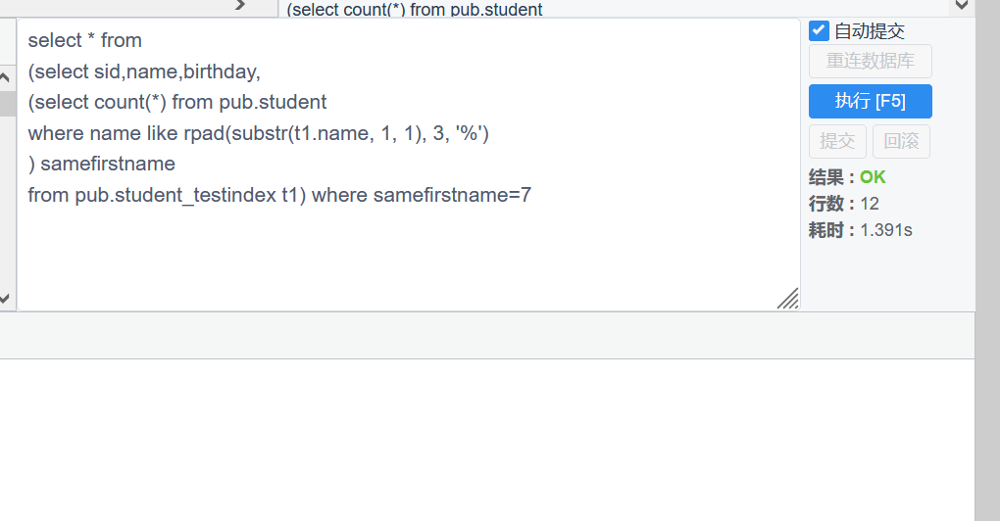 (select count(*) from pub.student
select * from
(select sid,name,birthday,
(select count(*) from pub.student
where name like rpad(substr(t1.name, 1, 1), 3, '%')
) samefirstname
from pub.student_testindex t1) where samefirstname=7
自动提交
重连数据库
执行 [F5]
提交 回滚
结果：OK
行数：12
耗时：1.391s